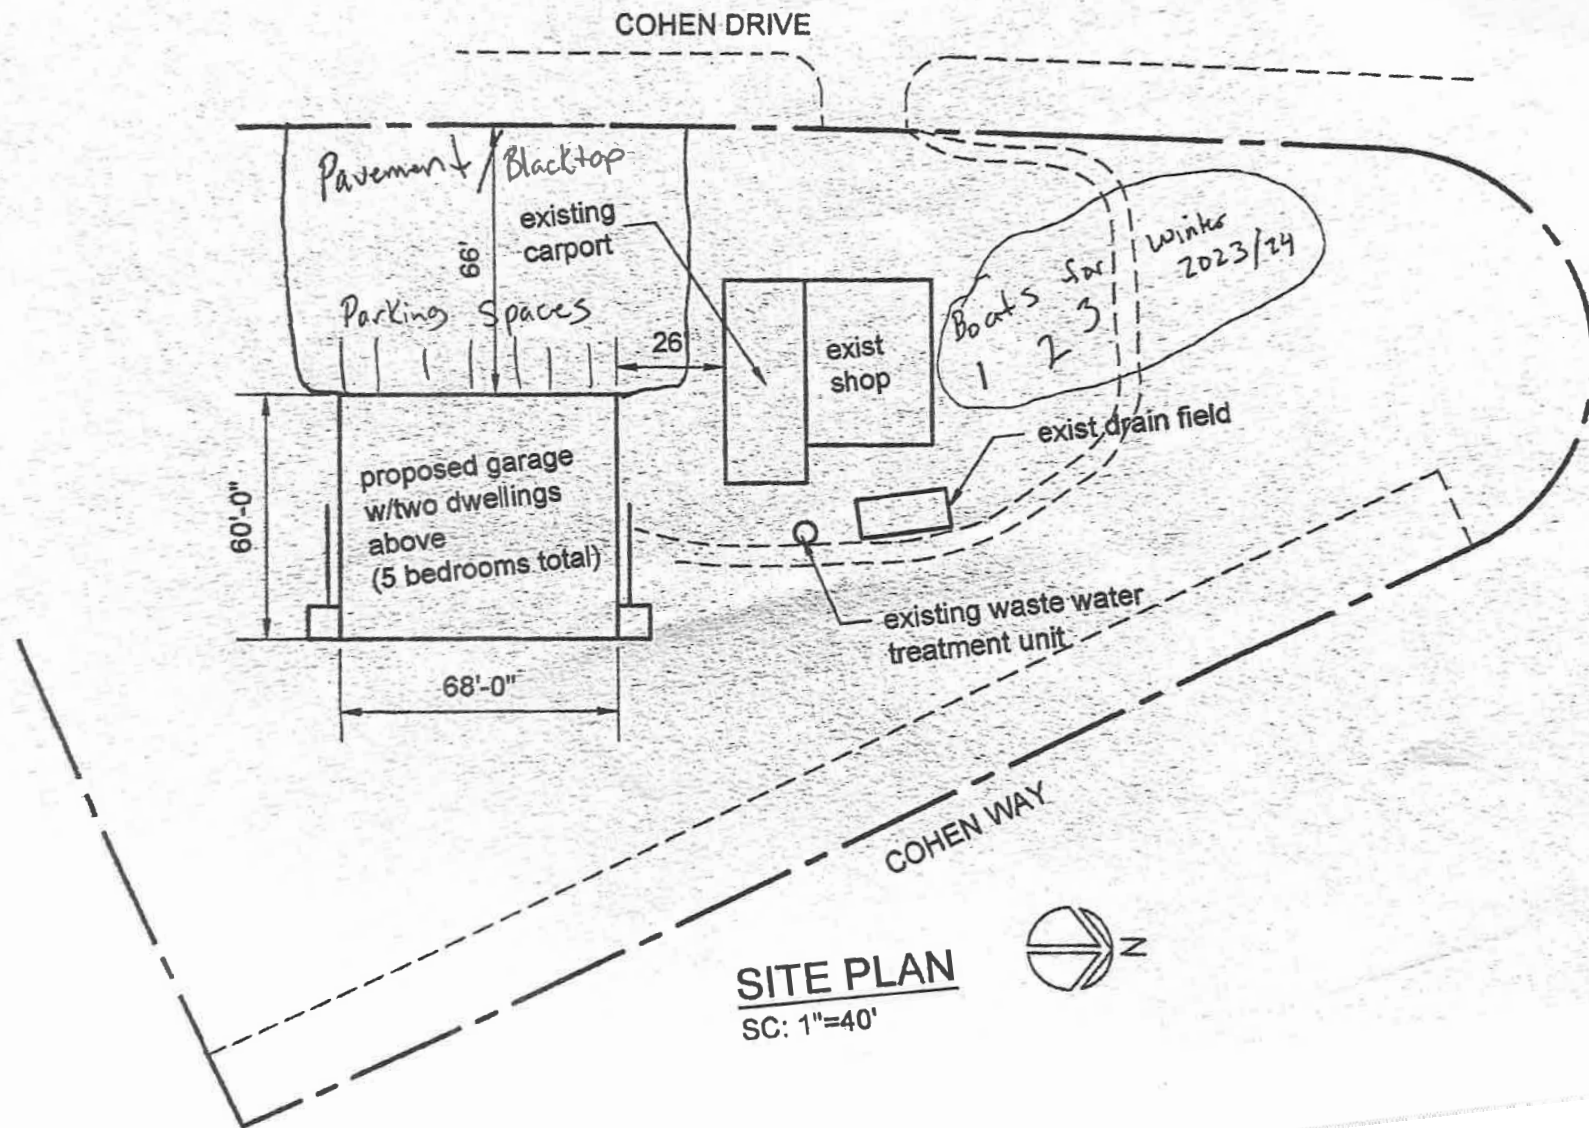 COHEN DRIVE
Pavement / Blacktop
existing
carport
66'
Parking Spaces
26
exist
shop
Boats for
1 2 3
Winter
2023/24
exist drain field
proposed garage
w/two dwellings
above
(5 bedrooms total)
60'-0"
68'-0"
existing waste water
treatment unit
COHEN WAY
SITE PLAN
SC: 1"=40'
N